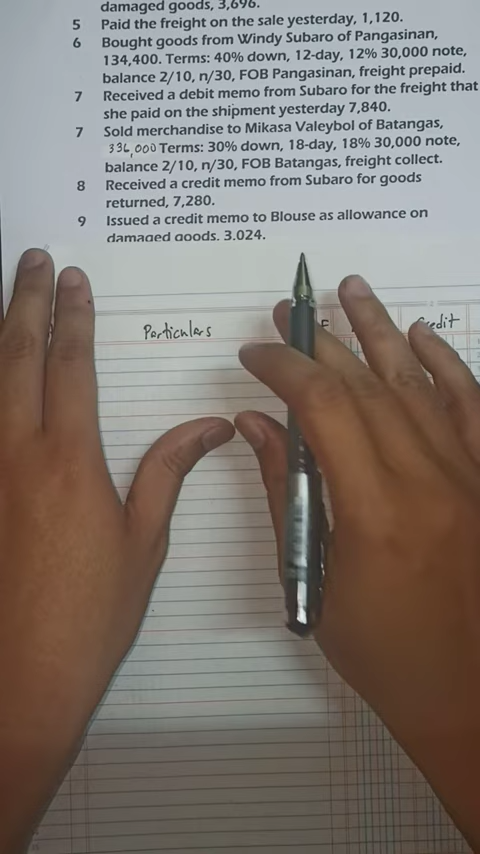 damaged goods, 3,696.
5 Paid the freight on the sale yesterday, 1,120.
6 Bought goods from Windy Subaro of Pangasinan,
134,400. Terms: 40% down, 12-day, 12% 30,000 note,
balance 2/10, n/30, FOB Pangasinan, freight prepaid.
7 Received a debit memo from Subaro for the freight that
she paid on the shipment yesterday 7,840.
7 Sold merchandise to Mikasa Valeybol of Batangas,
336,000 Terms: 30% down, 18-day, 18% 30,000 note,
balance 2/10, n/30, FOB Batangas, freight collect.
8 Received a credit memo from Subaro for goods
returned, 7,280.
9 Issued a credit memo to Blouse as allowance on
damaged goods, 3,024.
Particulars F Credit